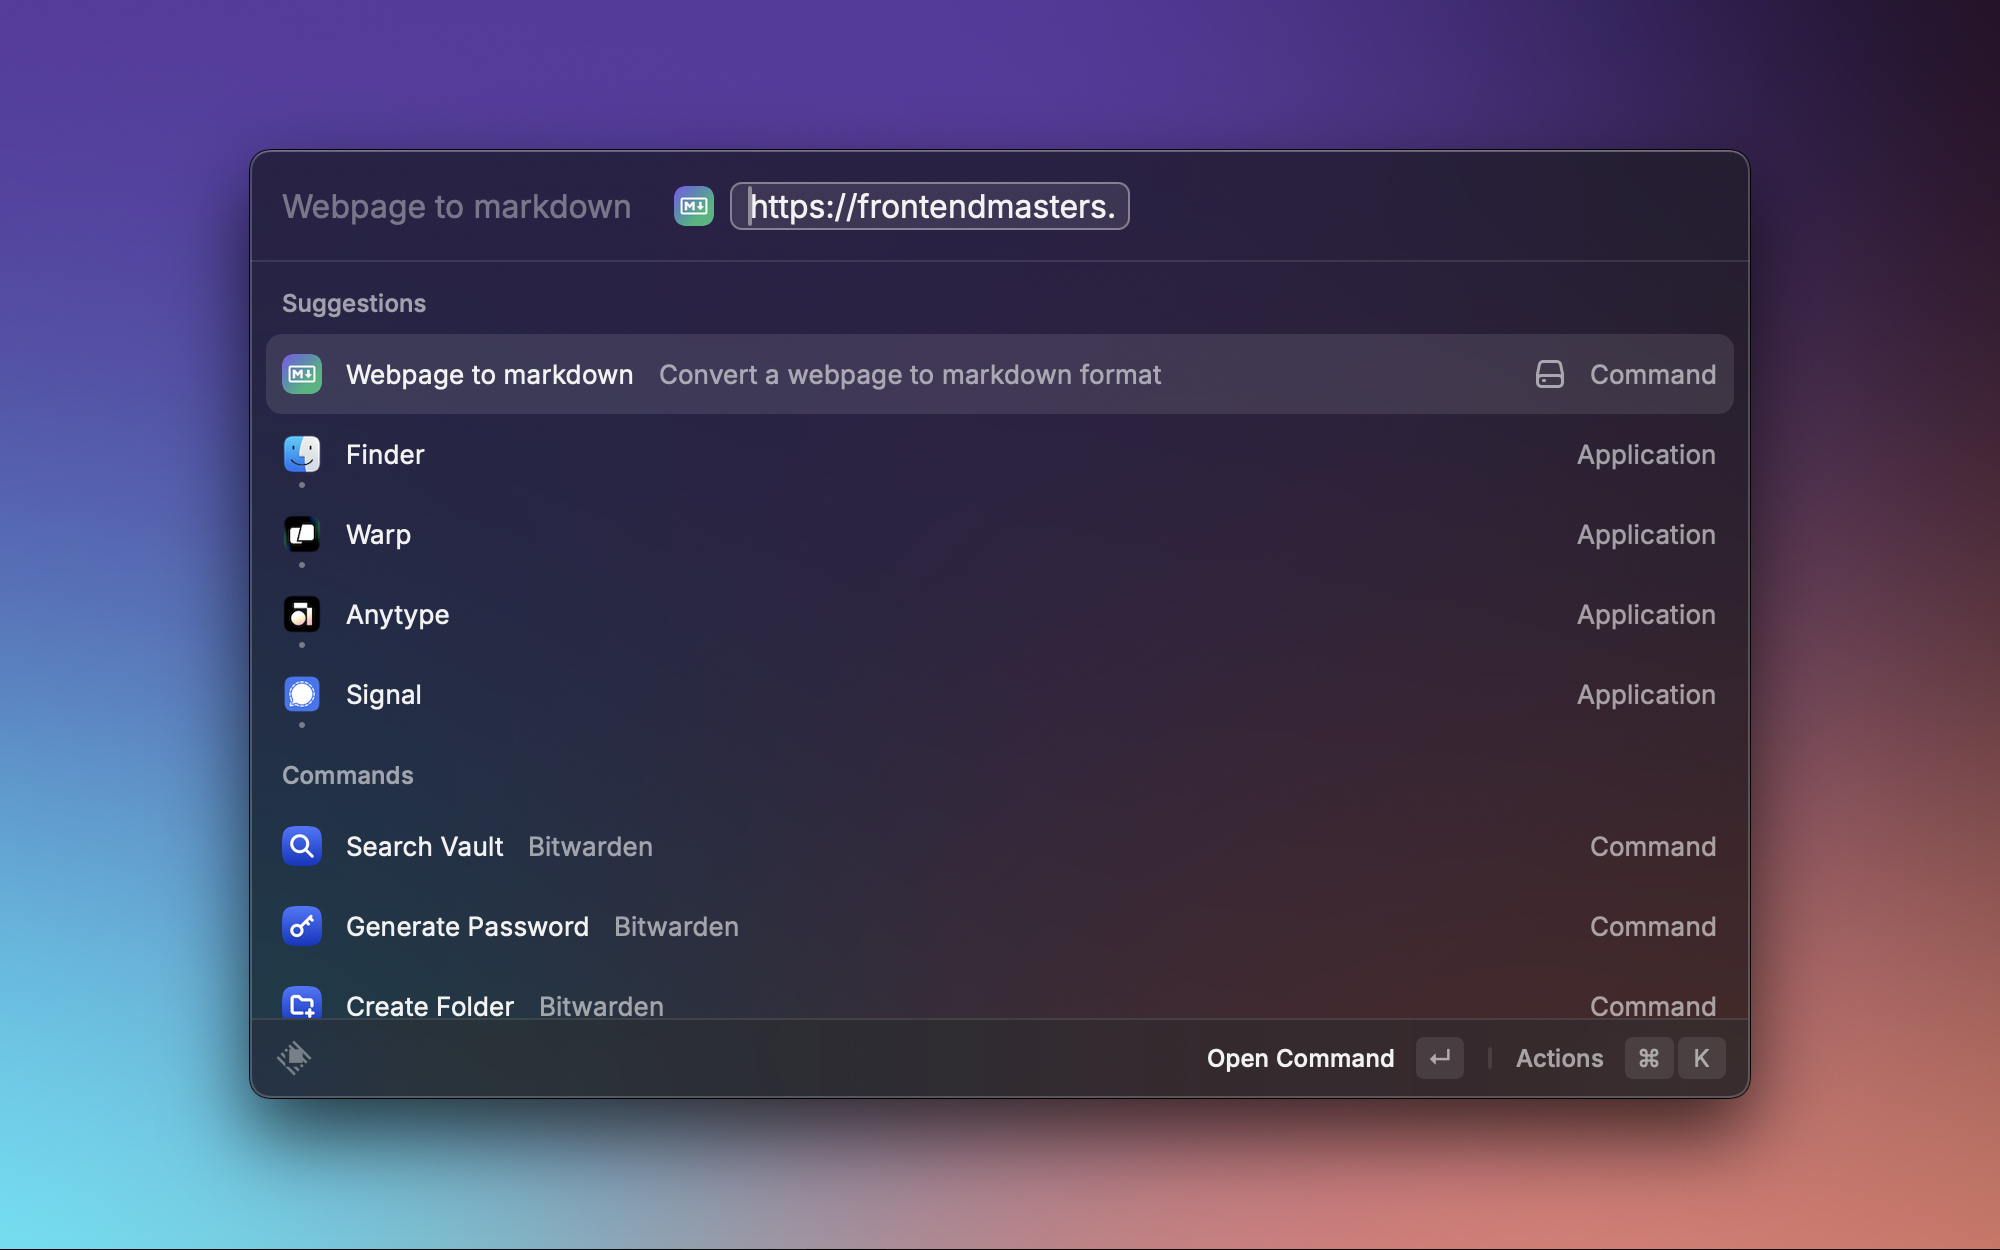 Webpage to markdown https://frontendmasters.
Suggestions
Webpage to markdown Convert a webpage to markdown format Command
Finder Application
Warp Application
Anytype Application
Signal Application
Commands
Search Vault Bitwarden Command
Generate Password Bitwarden Command
Create Folder Bitwarden Command
Open Command ↵ Actions ⌘ K